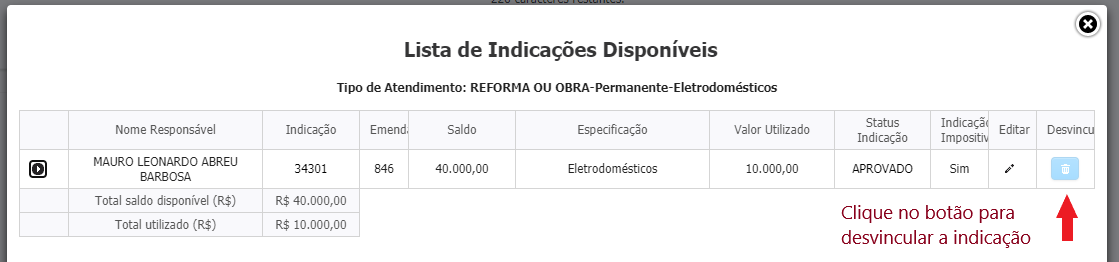 220 caracteres restantes.
Lista de Indicações Disponíveis
Tipo de Atendimento: REFORMA OU OBRA-Permanente-Eletrodomésticos
Nome Responsável Indicação Emenda Saldo Especificação Valor Utilizado Status Indicação Indicação Impositiv Editar Desvincu
MAURO LEONARDO ABREU BARBOSA 34301 846 40.000,00 Eletrodomésticos 10.000,00 APROVADO Sim
Total saldo disponível (R$) R$ 40.000,00
Total utilizado (R$) R$ 10.000,00
Clique no botão para
desvincular a indicação